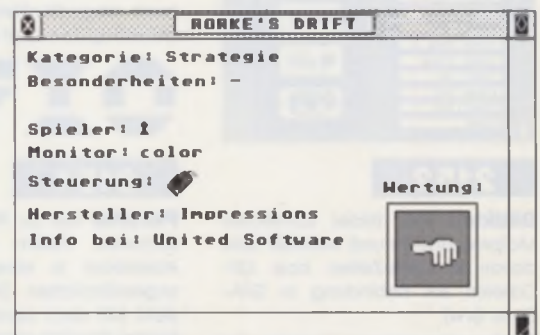 RORKE'S DRIFT
Kategorie: Strategie
Besonderheiten: -
Spieler: 1
Monitor: color
Steuerung:
Wertung:
Hersteller: Impressions
Info bei: United Software